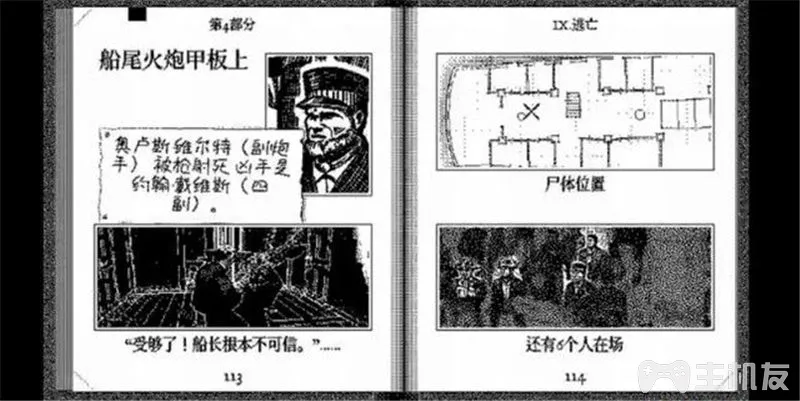 第4部分
船尾火炮甲板上
奥卢斯维尔特（副炮
手）被枪射死凶手是
约翰·戴维斯（四
副）。
“受够了！船长根本不可信。”……
113
IX.逃亡
尸体位置
还有6个人在场
114
主机友